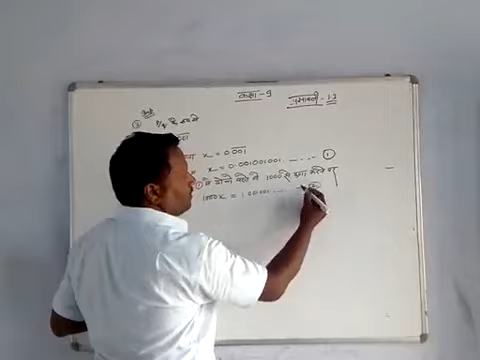 कक्षा - 9
प्रश्नावली 1.3
x = 0.001
x = 0.001001001. ... ... ①
① के दोनों पक्षों में 1000 से गुणा करने पर
1000x = 1.001001 ... ... ②